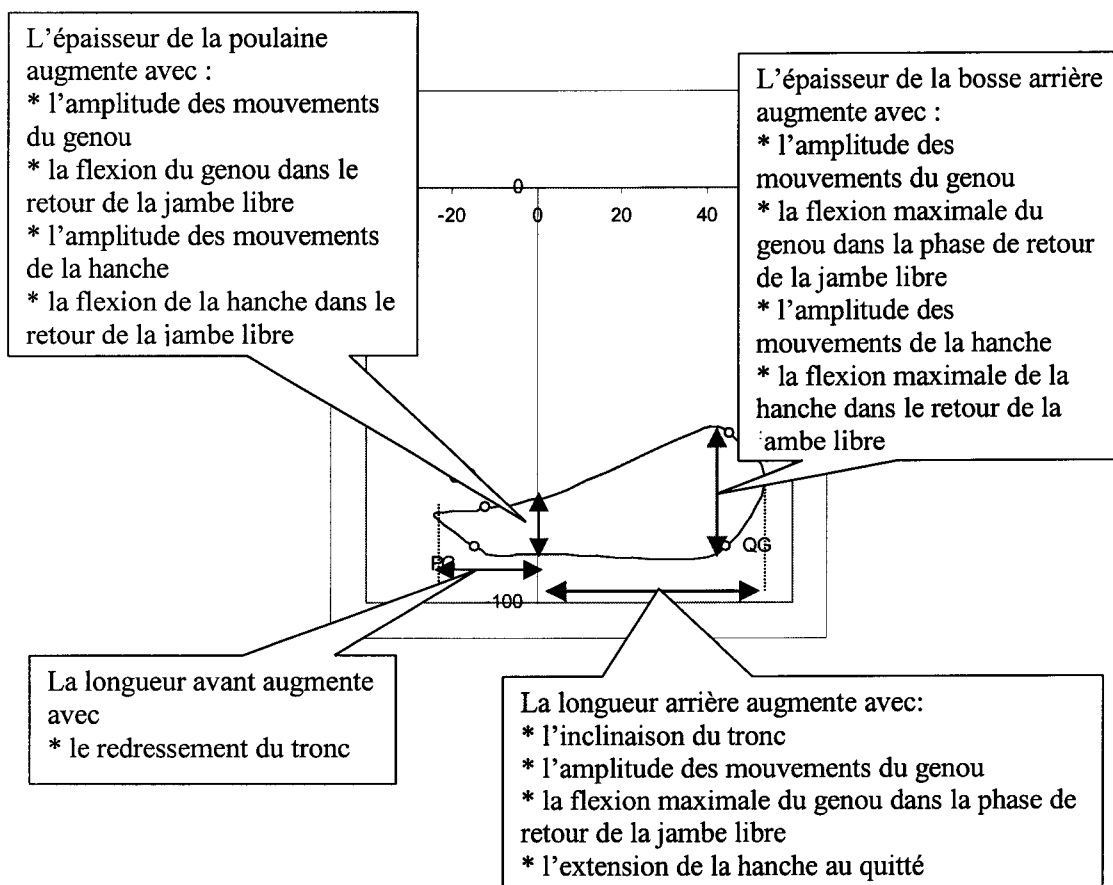 L'épaisseur de la poulaine
augmente avec :
* l'amplitude des mouvements
du genou
* la flexion du genou dans le
retour de la jambe libre
* l'amplitude des mouvements
de la hanche
* la flexion de la hanche dans le
retour de la jambe libre
L'épaisseur de la bosse arrière
augmente avec :
* l'amplitude des
mouvements du genou
* la flexion maximale du
genou dans la phase de retour
de la jambe libre
* l'amplitude des
mouvements de la hanche
* la flexion maximale de la
hanche dans le retour de la
jambe libre
0
-20 0 20 40
QG
-100
La longueur avant augmente
avec
* le redressement du tronc
La longueur arrière augmente avec:
* l'inclinaison du tronc
* l'amplitude des mouvements du genou
* la flexion maximale du genou dans la phase de
retour de la jambe libre
* l'extension de la hanche au quitté